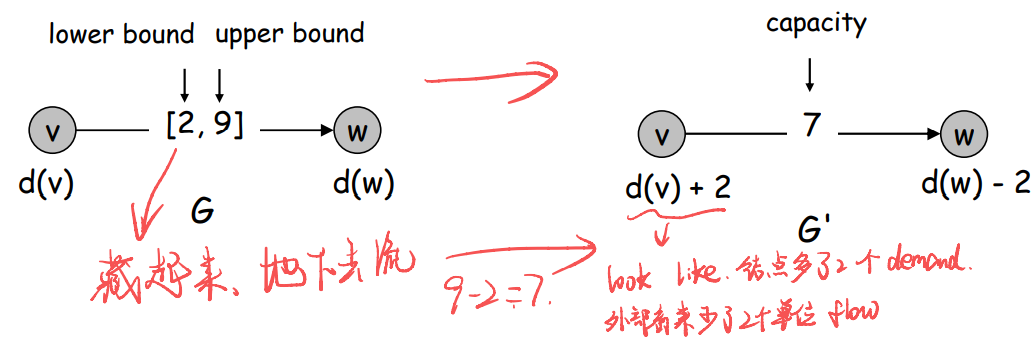 lower bound upper bound
capacity
v [2, 9] w
v 7 w
d(v) d(w)
d(v) + 2 d(w) - 2
G
G'
藏起来、地下去流
9-2=7.
look like. 结点多了2个 demand.
外部看来少了2个单位 flow